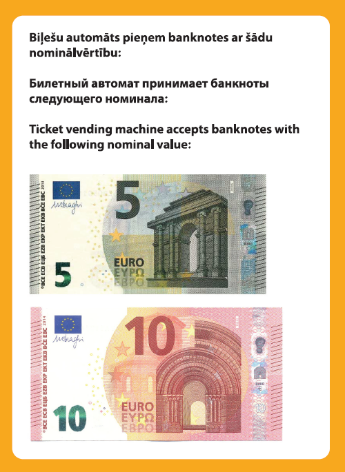 Biļešu automāts pieņem banknotes ar šādu
nominālvērtību:
Билетный автомат принимает банкноты
следующего номинала:
Ticket vending machine accepts banknotes with
the following nominal value:
5
EURO
ΕΥΡΩ
ЕВРО
5
10
EURO
ΕΥΡΩ
ЕВРО
10